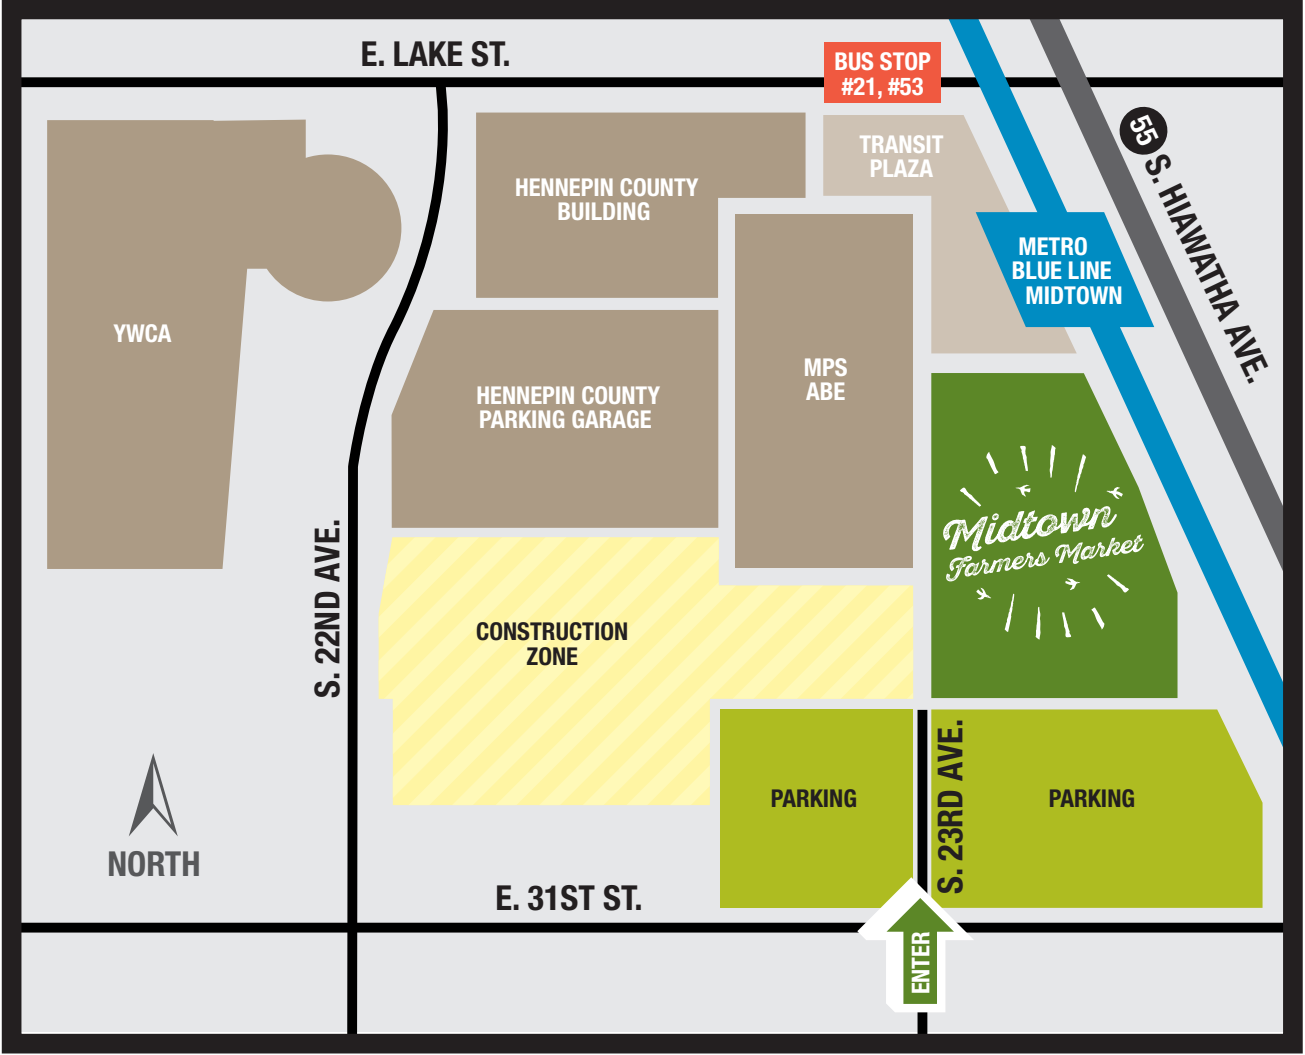 E. LAKE ST.
BUS STOP
#21, #53
55 S. HIAWATHA AVE.
TRANSIT
PLAZA
HENNEPIN COUNTY
BUILDING
METRO
BLUE LINE
MIDTOWN
YWCA
MPS
ABE
HENNEPIN COUNTY
PARKING GARAGE
Midtown
Farmers Market
S. 22ND AVE.
CONSTRUCTION
ZONE
PARKING
S. 23RD AVE.
PARKING
NORTH
E. 31ST ST.
ENTER